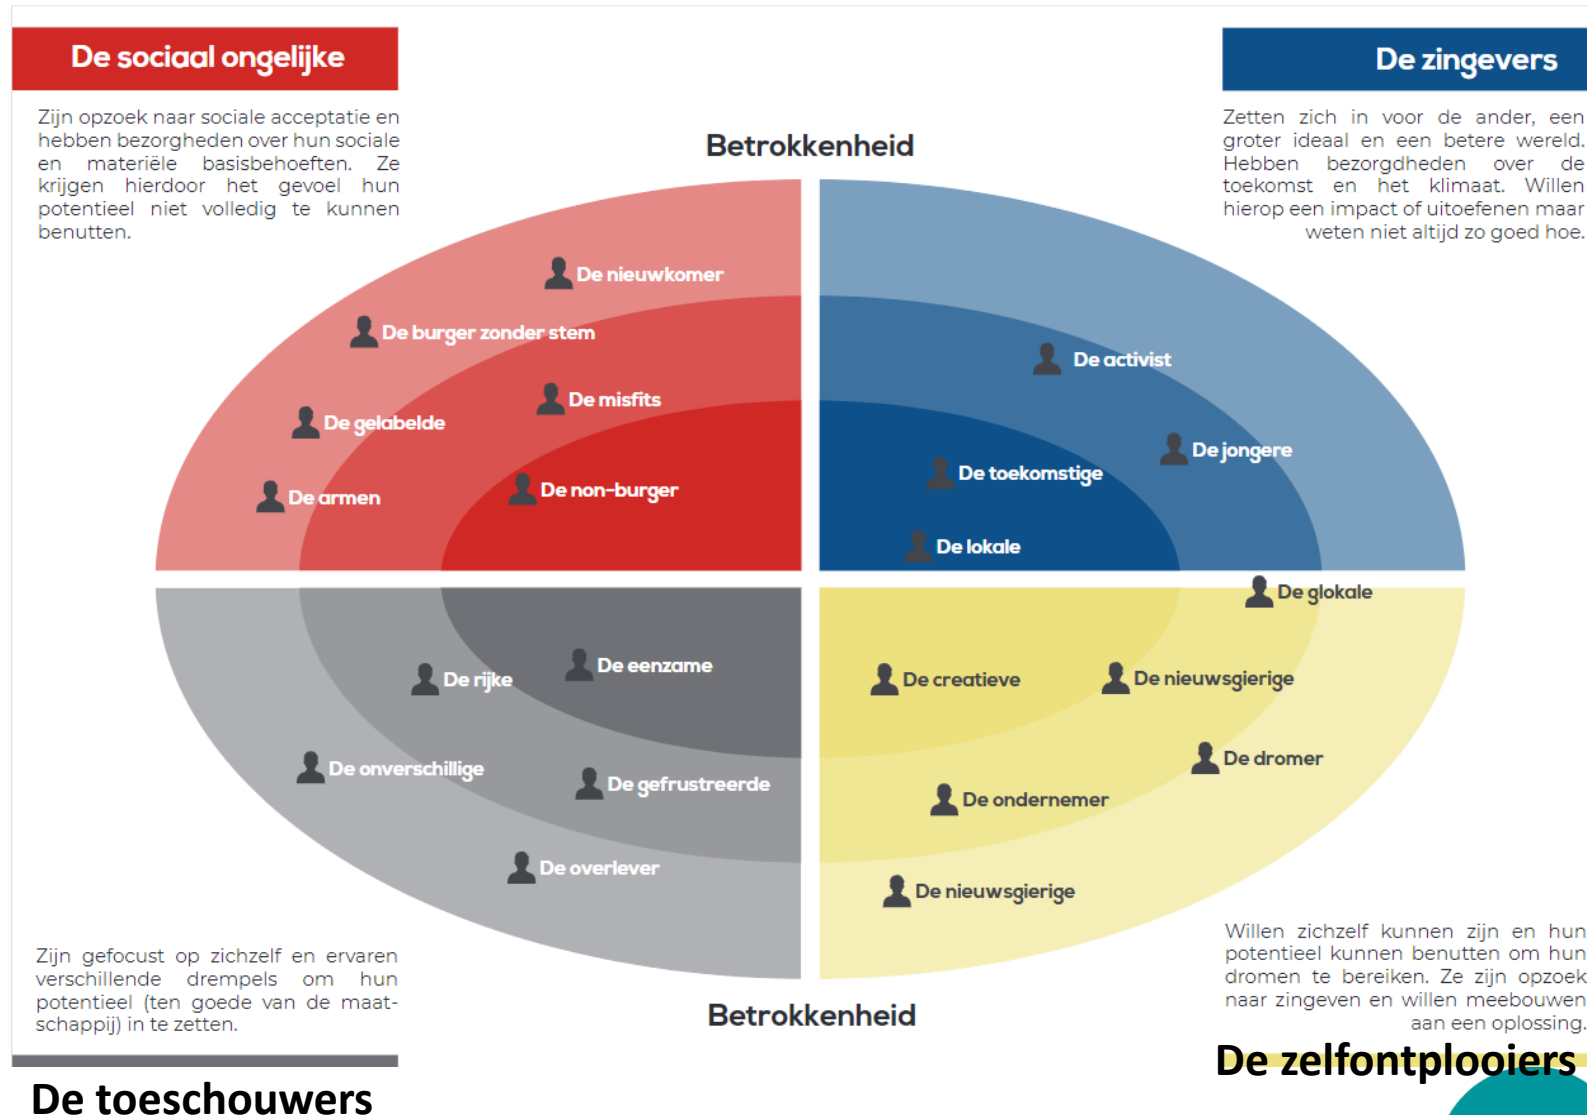 De sociaal ongelijke
Zijn opzoek naar sociale acceptatie en
hebben bezorgheden over hun sociale
en materiële basisbehoeften. Ze
krijgen hierdoor het gevoel hun
potentieel niet volledig te kunnen
benutten.
De zingevers
Zetten zich in voor de ander, een
groter ideaal en een betere wereld.
Hebben bezorgdheden over de
toekomst en het klimaat. Willen
hierop een impact of uitoefenen maar
weten niet altijd zo goed hoe.
Betrokkenheid
De nieuwkomer
De burger zonder stem
De misfits
De gelabelde
De armen
De non-burger
De activist
De jongere
De toekomstige
De lokale
De glokale
De rijke
De eenzame
De onverschillige
De gefrustreerde
De overlever
De creatieve
De nieuwsgierige
De dromer
De ondernemer
De nieuwsgierige
Betrokkenheid
Zijn gefocust op zichzelf en ervaren
verschillende drempels om hun
potentieel (ten goede van de maat-
schappij) in te zetten.
De toeschouwers
Willen zichzelf kunnen zijn en hun
potentieel kunnen benutten om hun
dromen te bereiken. Ze zijn opzoek
naar zingeven en willen meebouwen
aan een oplossing.
De zelfontplooiers